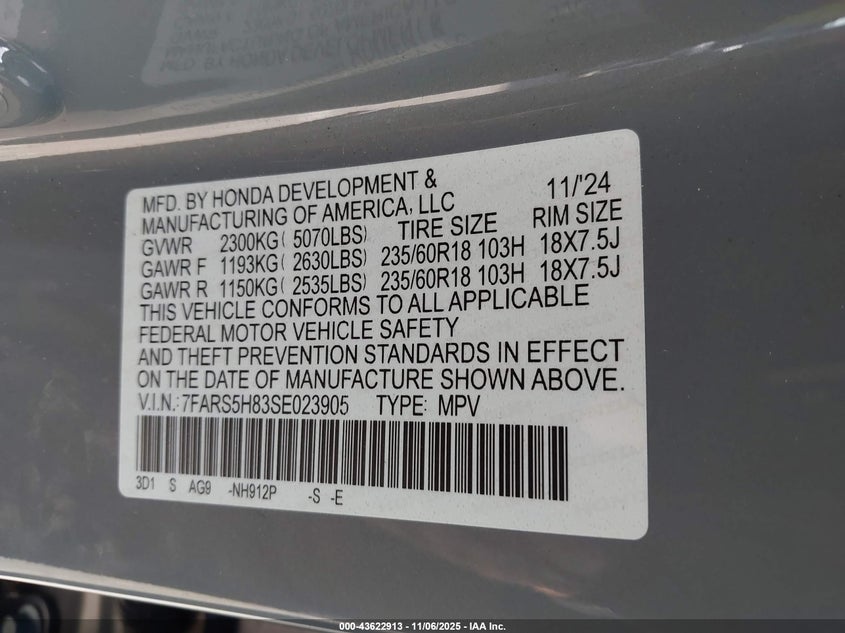 MFD. BY HONDA DEVELOPMENT & 11/'24
MANUFACTURING OF AMERICA, LLC
GVWR 2300KG( 5070LBS) TIRE SIZE RIM SIZE
GAWR F 1193KG( 2630LBS) 235/60R18 103H 18X7.5J
GAWR R 1150KG( 2535LBS) 235/60R18 103H 18X7.5J
THIS VEHICLE CONFORMS TO ALL APPLICABLE
FEDERAL MOTOR VEHICLE SAFETY
AND THEFT PREVENTION STANDARDS IN EFFECT
ON THE DATE OF MANUFACTURE SHOWN ABOVE.
V.I.N.:7FARS5H83SE023905 TYPE: MPV
3D1 S AG9 -NH912P -S -E
000-43622913 - 11/06/2025 - IAA Inc.